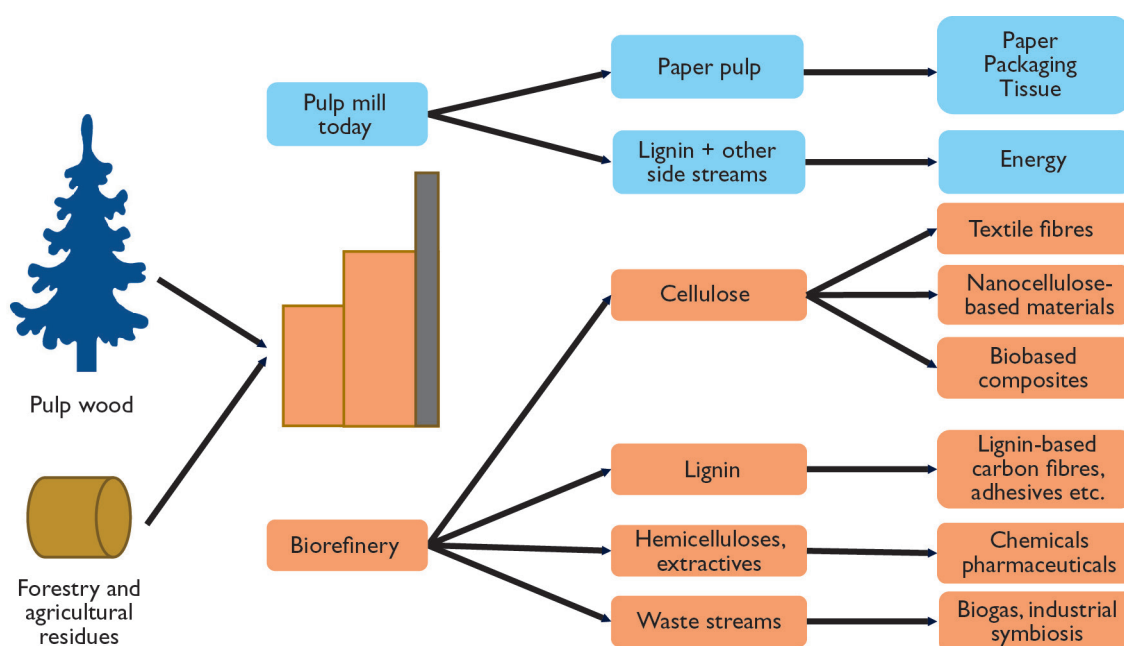 Pulp wood
Forestry and
agricultural
residues
Pulp mill
today
Paper pulp
Paper
Packaging
Tissue
Lignin + other
side streams
Energy
Biorefinery
Cellulose
Textile fibres
Nanocellulose-
based materials
Biobased
composites
Lignin
Lignin-based
carbon fibres,
adhesives etc.
Hemicelluloses,
extractives
Chemicals
pharmaceuticals
Waste streams
Biogas, industrial
symbiosis